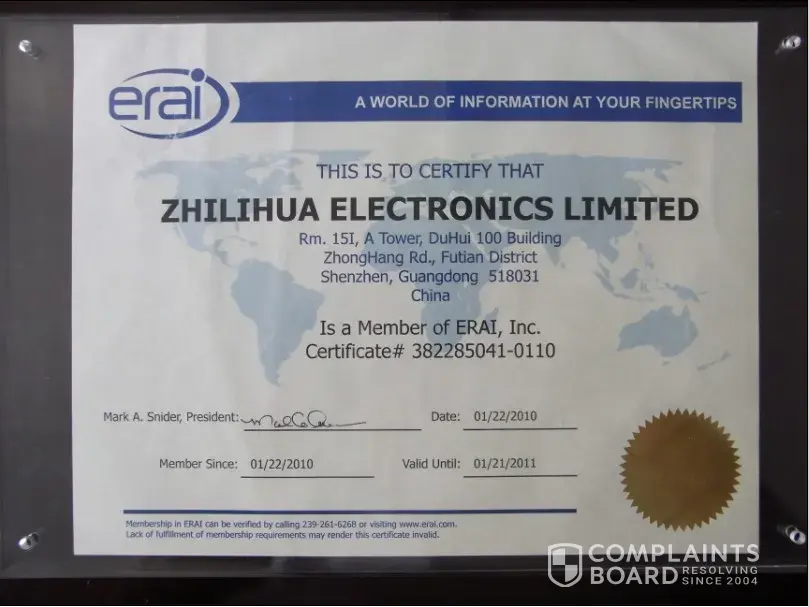 erai
A WORLD OF INFORMATION AT YOUR FINGERTIPS
THIS IS TO CERTIFY THAT
ZHILIHUA ELECTRONICS LIMITED
Rm. 15I, A Tower, DuHui 100 Building
ZhongHang Rd., Futian District
Shenzhen, Guangdong 518031
China
Is a Member of ERAI, Inc.
Certificate# 382285041-0110
Mark A. Snider, President: Date: 01/22/2010
Member Since: 01/22/2010 Valid Until: 01/21/2011
Membership in ERAI can be verified by calling 239-261-6268 or visiting www.erai.com.
Lack of fulfillment of membership requirements may render this certificate invalid.
COMPLAINTS
BOARD RESOLVING
SINCE 2004